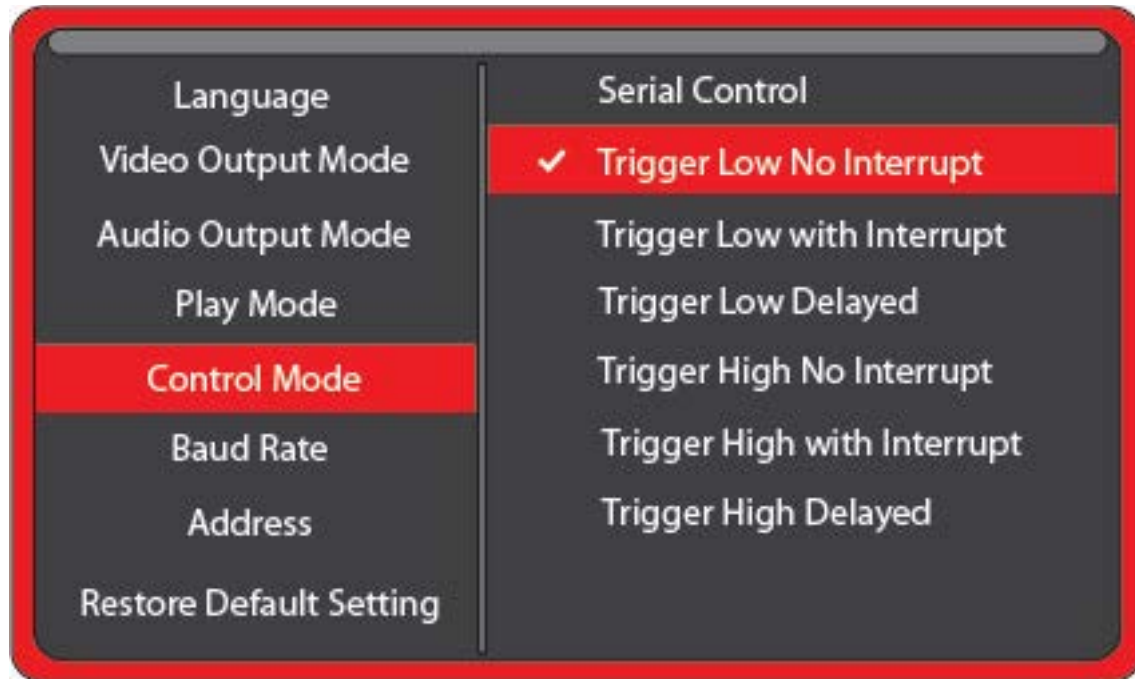 Language
Video Output Mode
Audio Output Mode
Play Mode
Control Mode
Baud Rate
Address
Restore Default Setting
Serial Control
Trigger Low No Interrupt
Trigger Low with Interrupt
Trigger Low Delayed
Trigger High No Interrupt
Trigger High with Interrupt
Trigger High Delayed